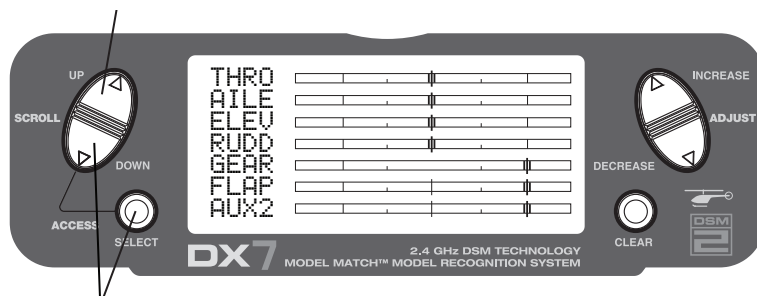 UP
SCROLL
DOWN
ACCESS
SELECT
THRO
AILE
ELEV
RUDD
GEAR
FLAP
AUX2
INCREASE
ADJUST
DECREASE
CLEAR
DSM
2
DX7
2.4 GHz DSM TECHNOLOGY
MODEL MATCH™ MODEL RECOGNITION SYSTEM